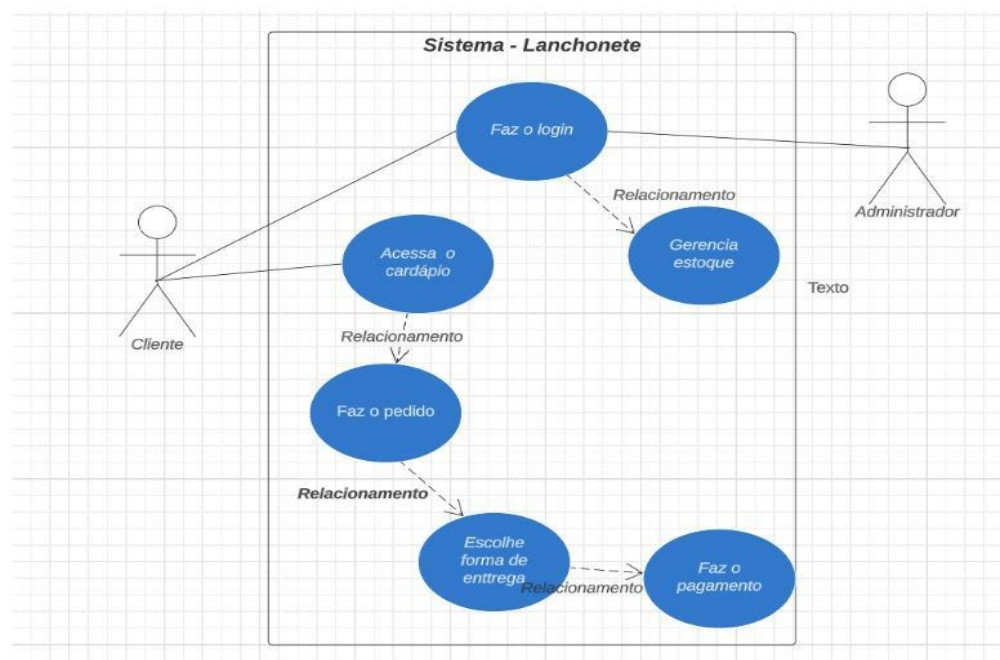 Sistema - Lanchonete
Faz o login
Relacionamento
Administrador
Acessa o
cardápio
Gerencia
estoque
Texto
Relacionamento
Cliente
Faz o pedido
Relacionamento
Escolhe
forma de
enttrega
Relacionamento
Faz o
pagamento